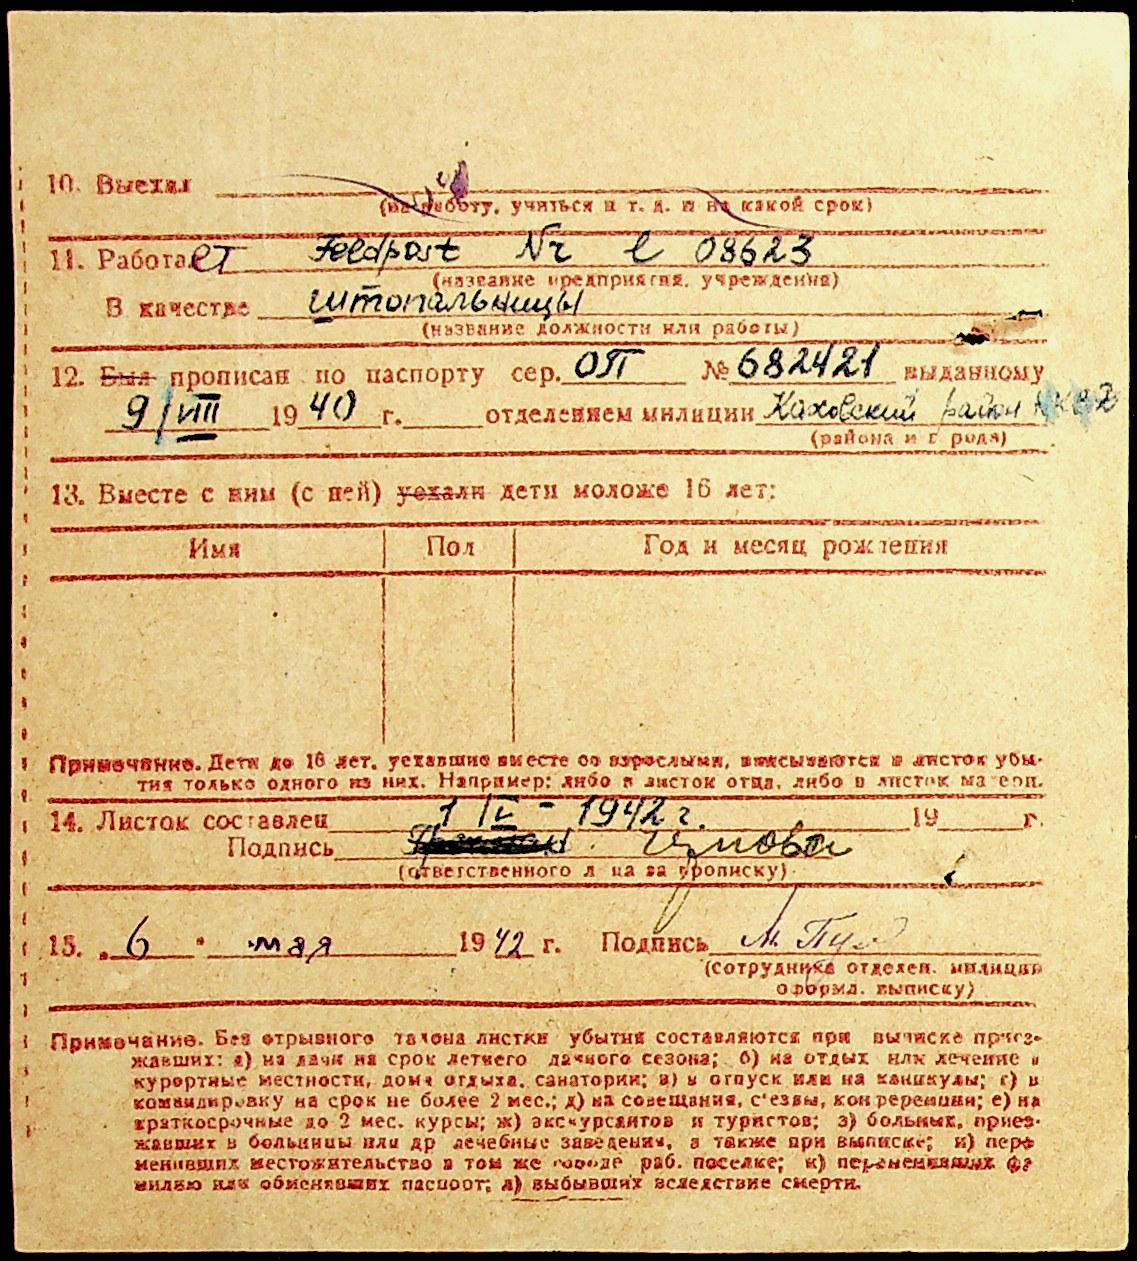 10. Выехал
(на работу, учиться и т. д. и на какой срок)
11. Работает Feldpost Nr L 08623
(название предприятия, учреждения)
В качестве штопальницы
(название должности или работы)
12. Был прописан по паспорту сер. ОП № 682421 выданному
9/VIII 1940 г. отделением милиции Каховский район НКВД
(района и города)
13. Вместе с ним (с ней) уехали дети моложе 16 лет:
Имя Пол Год и месяц рождения
Примечание. Дети до 16 лет, уехавшие вместе со взрослыми, вписываются в листок убы-
тия только одного из них. Например: либо в листок отца, либо в листок матери.
14. Листок составлен 1/V - 1942 г. 19 г.
Подпись
(ответственного лица за прописку)
15. „6" мая 1942 г. Подпись М.
(сотрудника отделен. милиции
оформл. выписку)
Примечание. Без отрывного талона листки убытия составляются при выписке приез-
жавших: а) на дачи на срок летнего дачного сезона; б) на отдых или лечение в
курортные местности, дома отдыха, санатории; в) в отпуск или на каникулы; г) в
командировку на срок не более 2 мес.; д) на совещания, с'езды, конференции; е) на
краткосрочные до 2 мес. курсы; ж) экскурсантов и туристов; з) больных, приез-
жавших в больницы или др лечебные заведения, а также при выписке; и) пере
менивших местожительство в том же городе раб. поселке; к) переменивших фа
милию или обменявших паспорт; л) выбывших вследствие смерти.